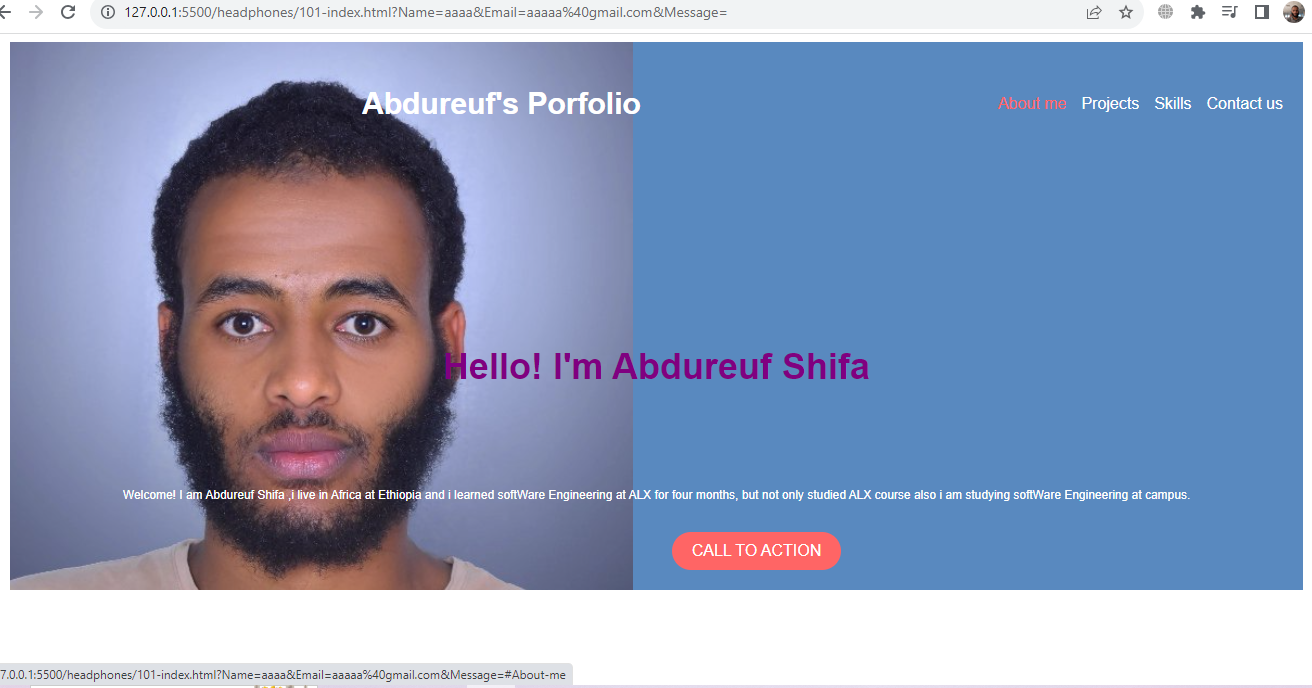 127.0.0.1:5500/headphones/101-index.html?Name=aaaa&Email=aaaaa%40gmail.com&Message=
Abdureuf's Porfolio
About me Projects Skills Contact us
Hello! I'm Abdureuf Shifa
Welcome! I am Abdureuf Shifa ,i live in Africa at Ethiopia and i learned softWare Engineering at ALX for four months, but not only studied ALX course also i am studying softWare Engineering at campus.
CALL TO ACTION
7.0.0.1:5500/headphones/101-index.html?Name=aaaa&Email=aaaaa%40gmail.com&Message=#About-me